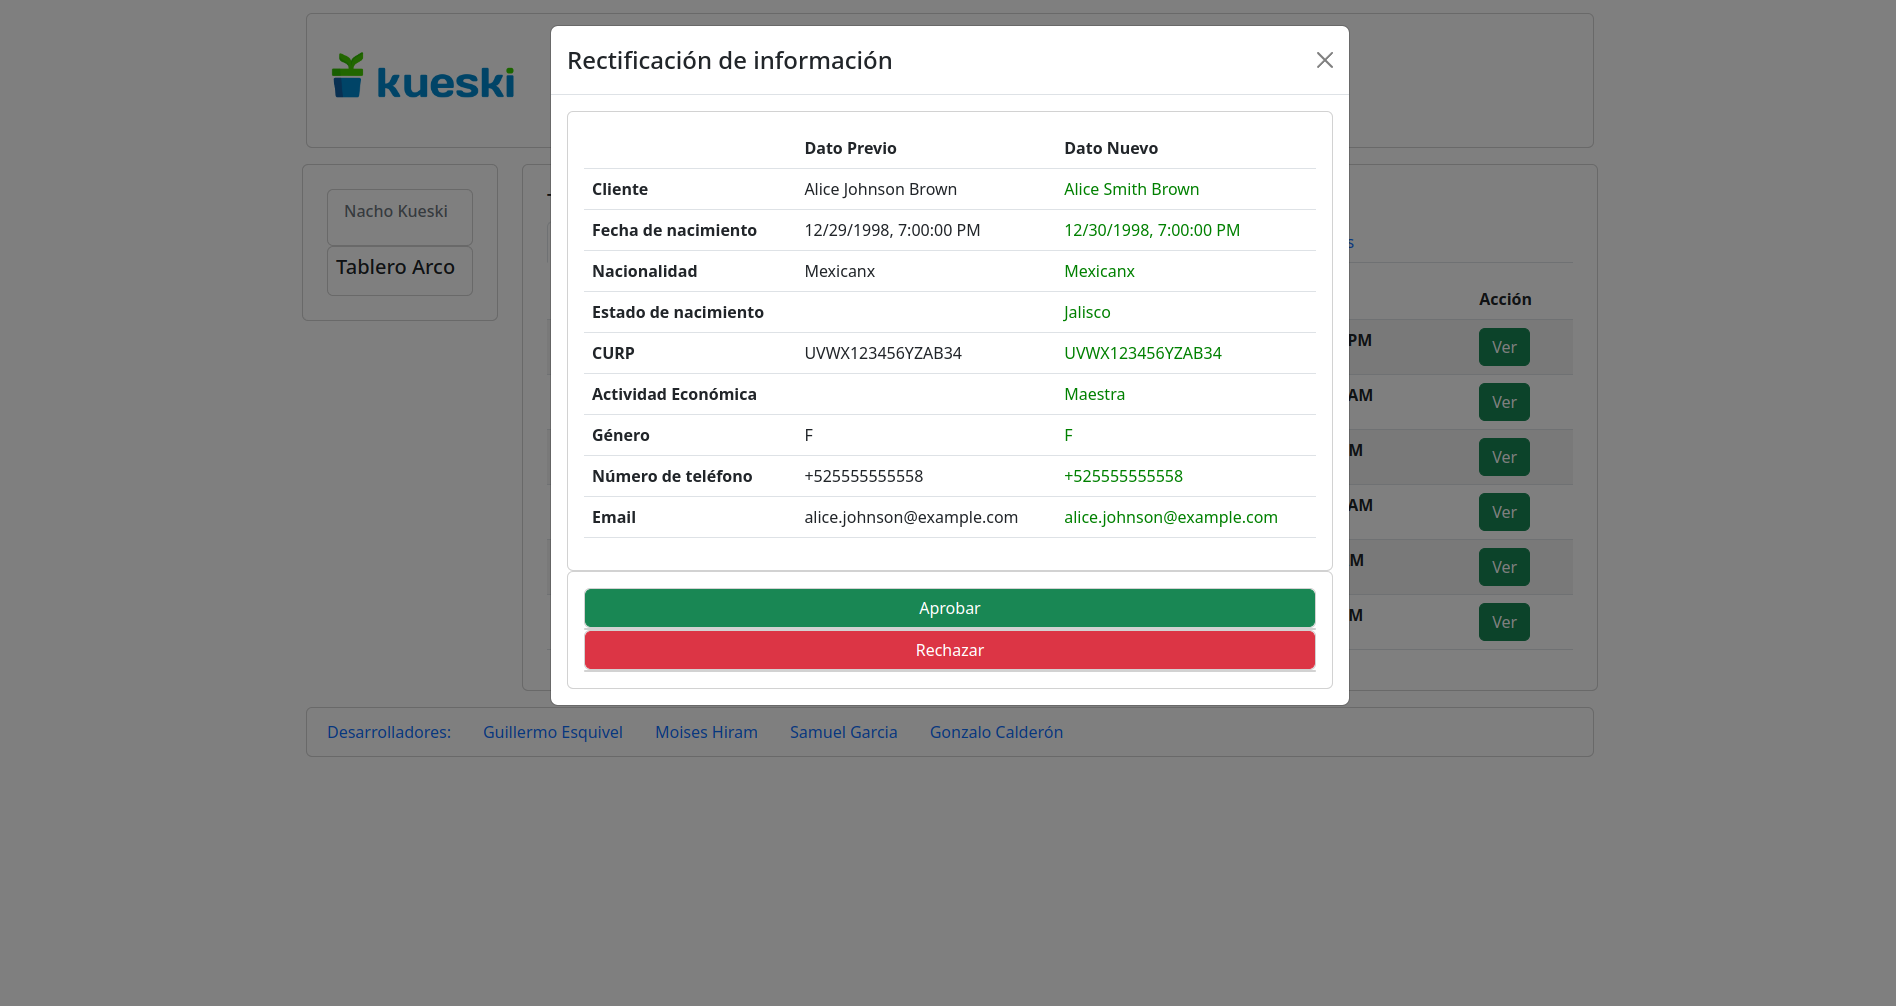 kueski
Rectificación de información
Dato Previo Dato Nuevo
Cliente Alice Johnson Brown Alice Smith Brown
Fecha de nacimiento 12/29/1998, 7:00:00 PM 12/30/1998, 7:00:00 PM
Nacionalidad Mexicanx Mexicanx
Estado de nacimiento Jalisco
CURP UVWX123456YZAB34 UVWX123456YZAB34
Actividad Económica Maestra
Género F F
Número de teléfono +525555555558 +525555555558
Email alice.johnson@example.com alice.johnson@example.com
Aprobar
Rechazar
Nacho Kueski
Tablero Arco
s
Acción
PM Ver
AM Ver
M Ver
AM Ver
M Ver
M Ver
Desarrolladores: Guillermo Esquivel Moises Hiram Samuel Garcia Gonzalo Calderón